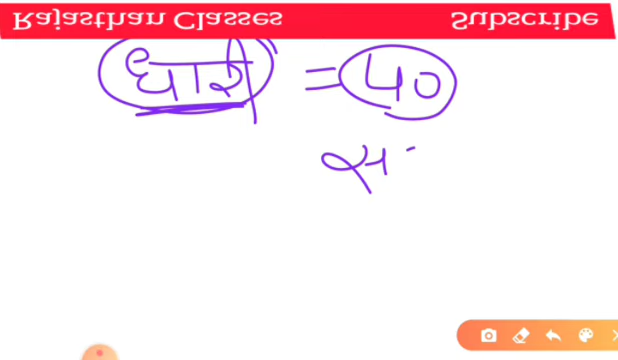 Rajasthan Classes Subscribe
धारी = 40